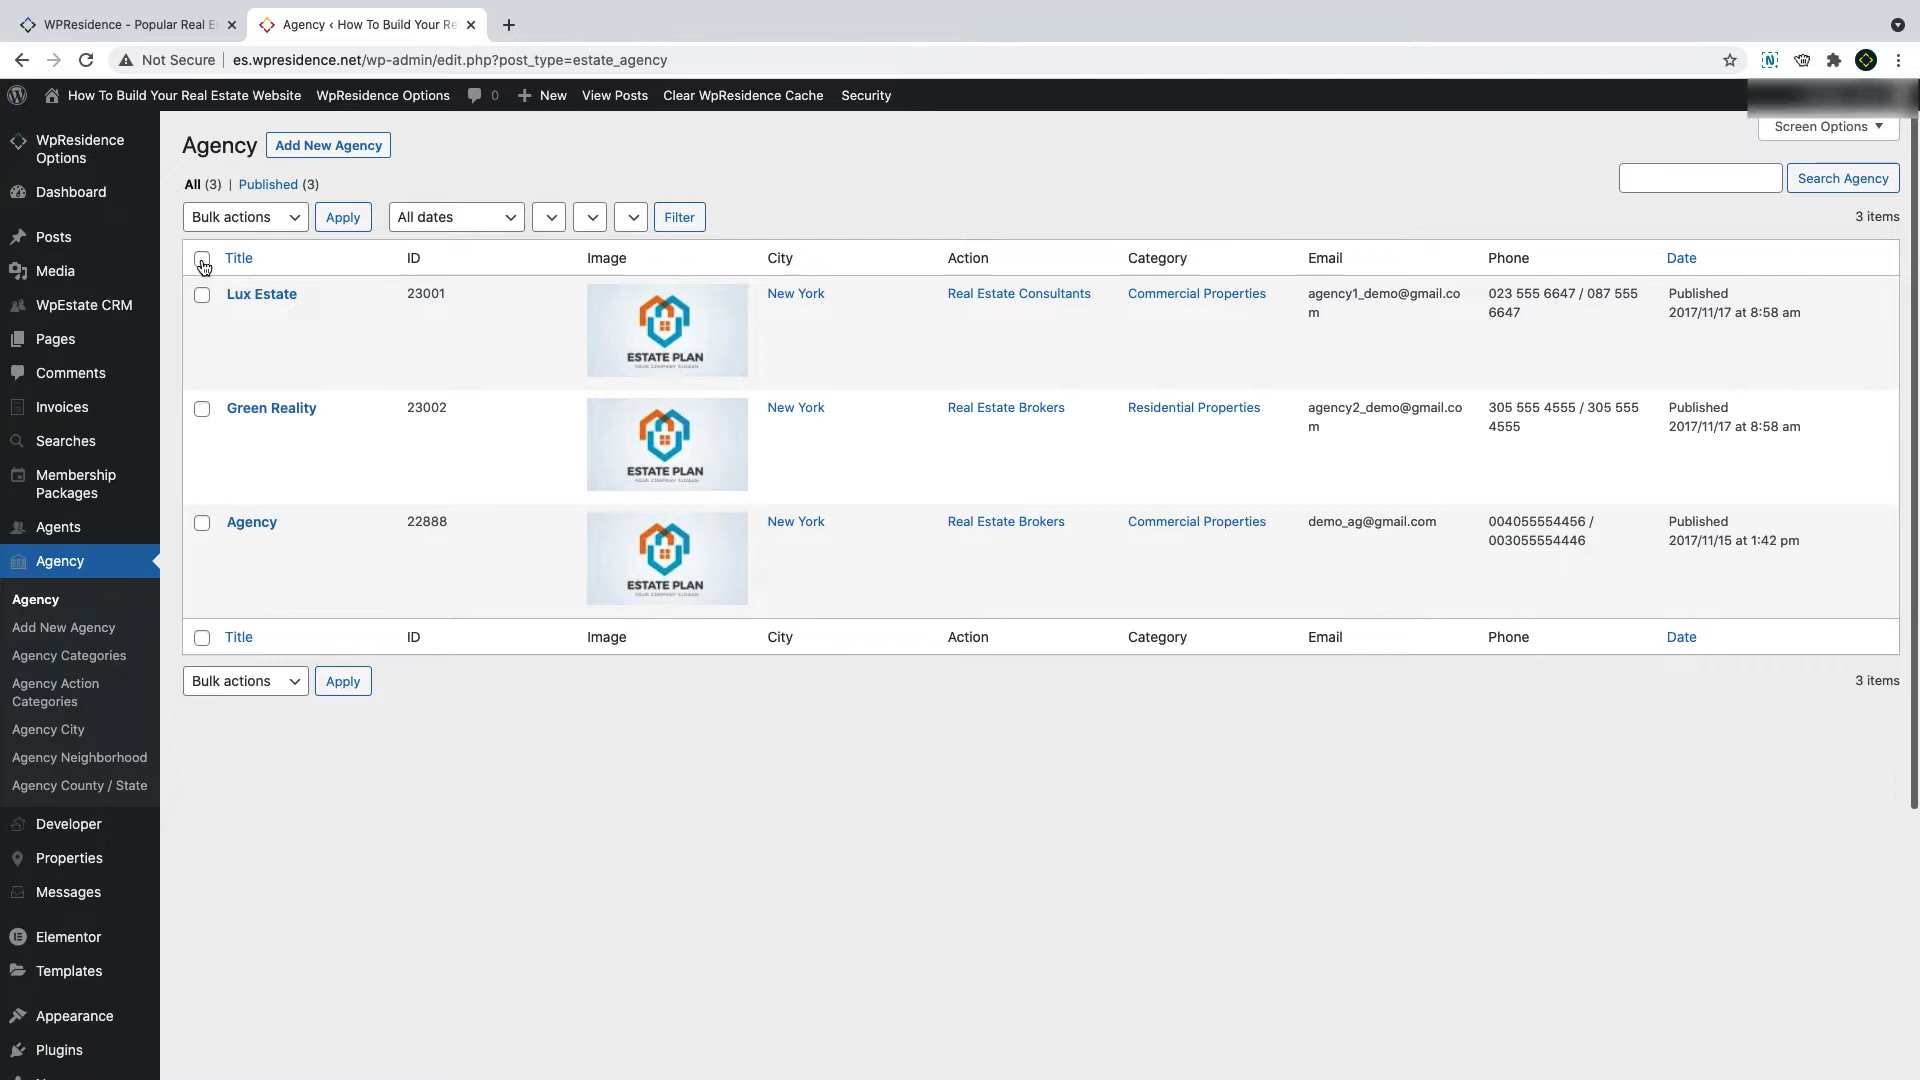 WPResidence - Popular Real E
Agency ‹ How To Build Your Re
Not Secure
es.wpresidence.net/wp-admin/edit.php?post_type=estate_agency
How To Build Your Real Estate Website
WPResidence Options
0
New
View Posts
Clear WpResidence Cache
Security
WpResidence
Options
Dashboard
Posts
Media
WpEstate CRM
Pages
Comments
Invoices
Searches
Membership
Packages
Agents
Agency
Agency
Add New Agency
Agency Categories
Agency Action
Categories
Agency City
Agency Neighborhood
Agency County / State
Developer
Properties
Messages
Elementor
Templates
Appearance
Plugins
Screen Options
Agency
Add New Agency
All (3) | Published (3)
Search Agency
Bulk actions
Apply
All dates
Filter
3 items
Title ID Image City Action Category Email Phone Date
Lux Estate 23001 New York Real Estate Consultants Commercial Properties agency1_demo@gmail.co 023 555 6647 / 087 555 Published
m 6647 2017/11/17 at 8:58 am
ESTATE PLAN
YOUR COMPANY SLOGAN
Green Reality 23002 New York Real Estate Brokers Residential Properties agency2_demo@gmail.co 305 555 4555 / 305 555 Published
m 4555 2017/11/17 at 8:58 am
ESTATE PLAN
YOUR COMPANY SLOGAN
Agency 22888 New York Real Estate Brokers Commercial Properties demo_ag@gmail.com 004055554456 / Published
003055554446 2017/11/15 at 1:42 pm
ESTATE PLAN
YOUR COMPANY SLOGAN
Title ID Image City Action Category Email Phone Date
Bulk actions
Apply
3 items